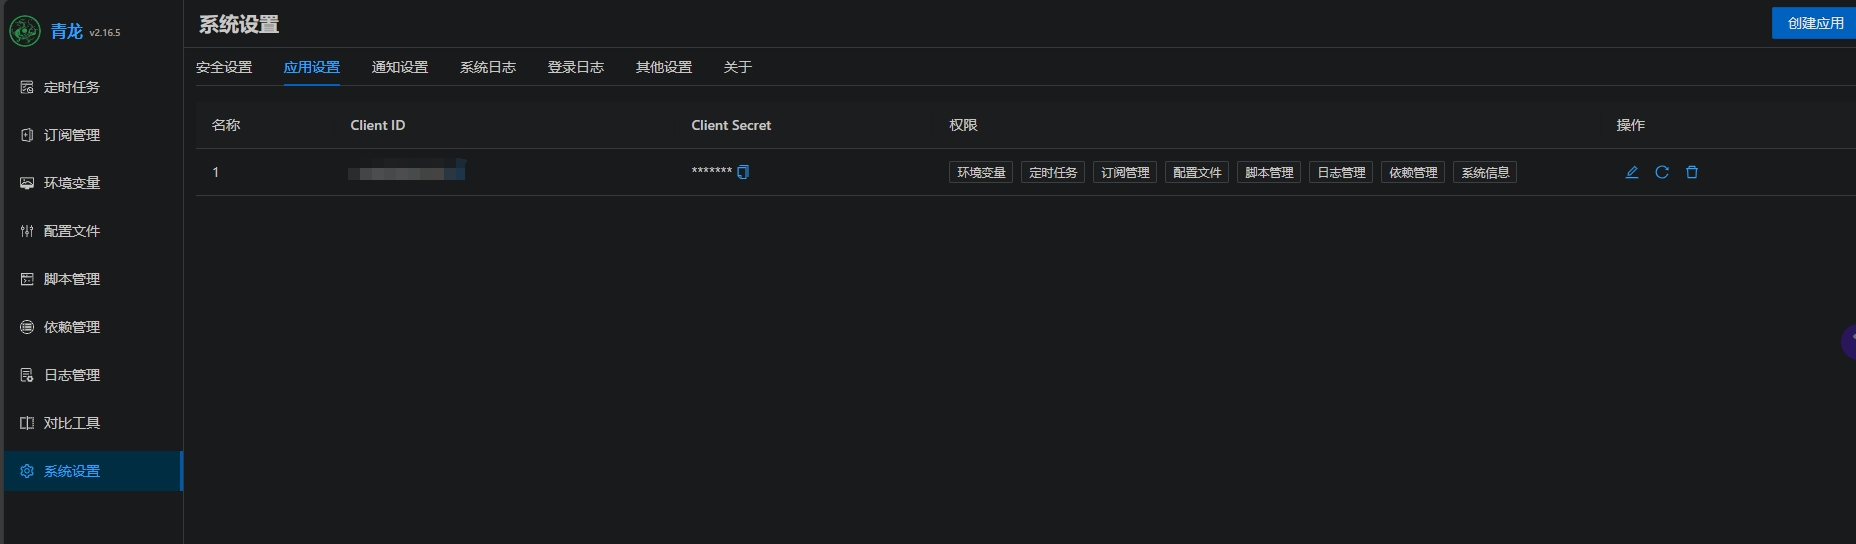 青龙 v2.16.5
定时任务
订阅管理
环境变量
配置文件
脚本管理
依赖管理
日志管理
对比工具
系统设置
系统设置
创建应用
安全设置 应用设置 通知设置 系统日志 登录日志 其他设置 关于
名称 Client ID Client Secret 权限 操作
1 ******* 环境变量 定时任务 订阅管理 配置文件 脚本管理 日志管理 依赖管理 系统信息